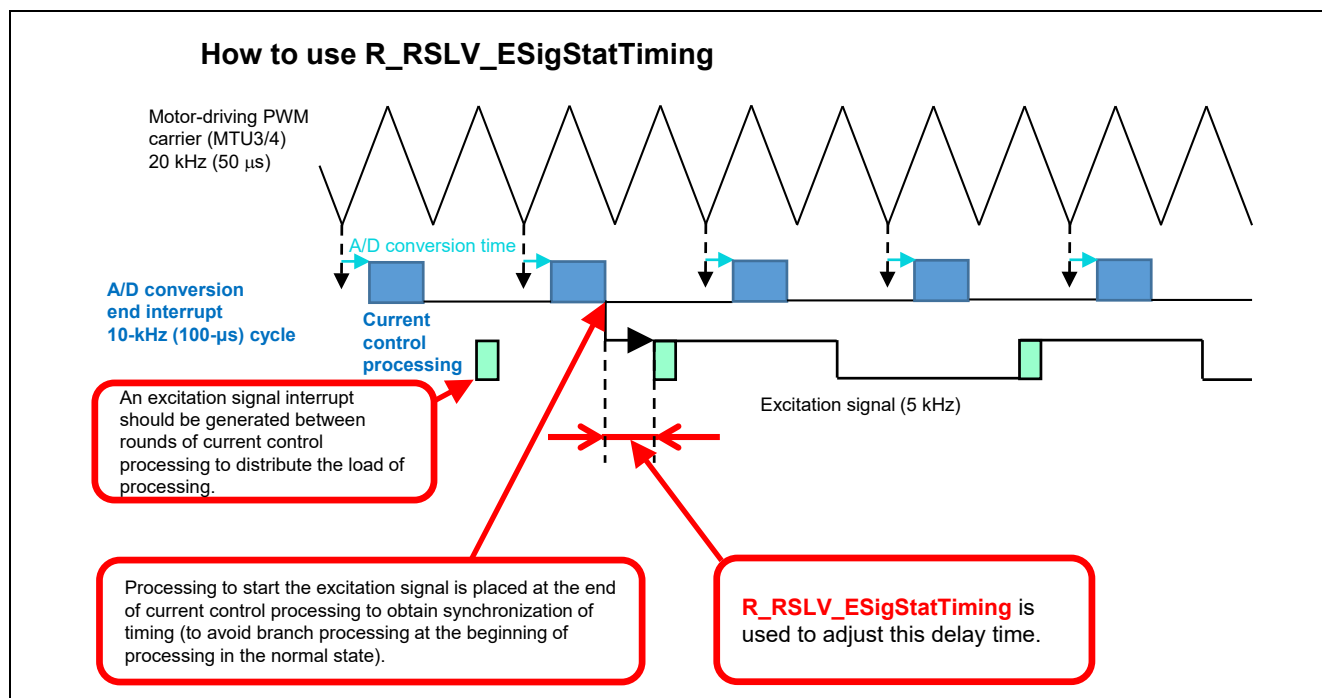 How to use R_RSLV_ESigStatTiming
Motor-driving PWM
carrier (MTU3/4)
20 kHz (50 μs)
A/D conversion time
A/D conversion
end interrupt
10-kHz (100-μs) cycle
Current
control
processing
An excitation signal interrupt
should be generated between
rounds of current control
processing to distribute the load of
processing.
Excitation signal (5 kHz)
Processing to start the excitation signal is placed at the end
of current control processing to obtain synchronization of
timing (to avoid branch processing at the beginning of
processing in the normal state).
R_RSLV_ESigStatTiming is
used to adjust this delay time.